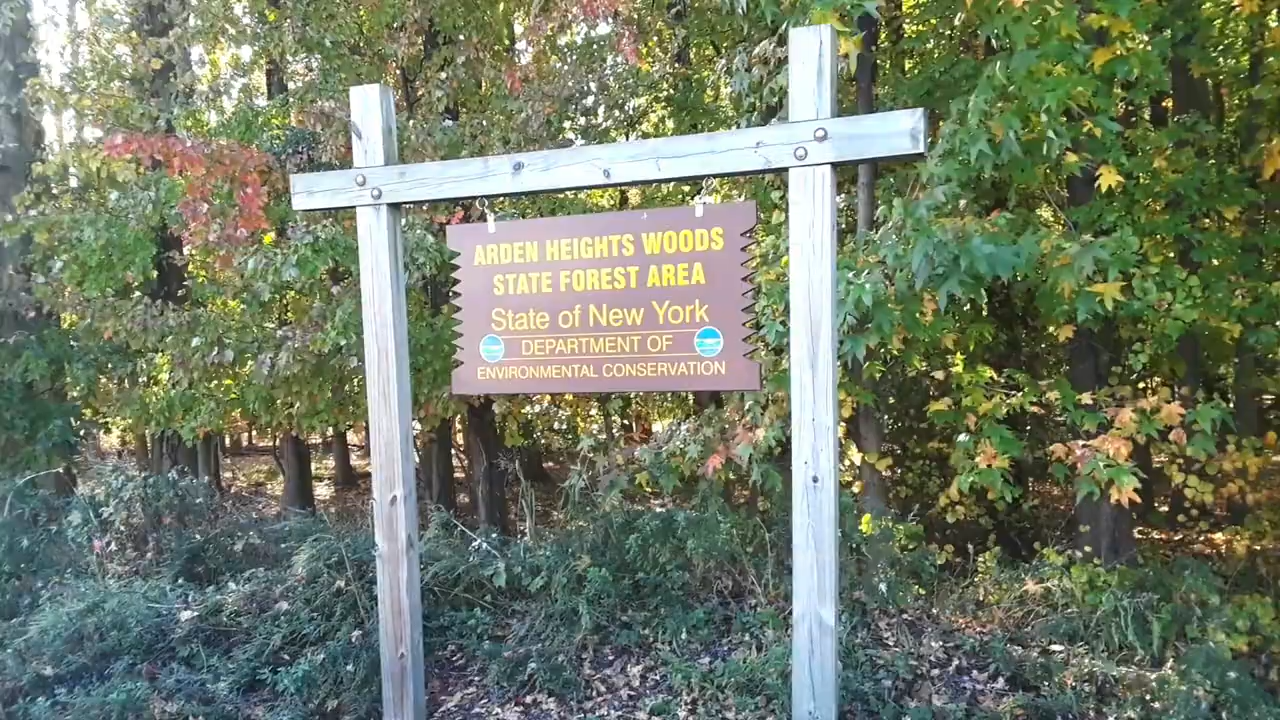 ARDEN HEIGHTS WOODS
STATE FOREST AREA
State of New York
DEPARTMENT OF
ENVIRONMENTAL CONSERVATION